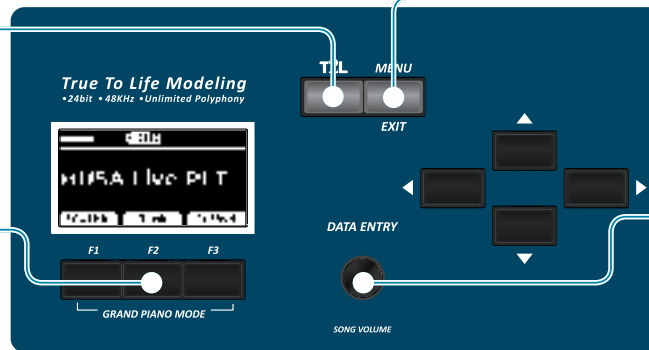 T2L MENU
True To Life Modeling
•24bit •48KHz •Unlimited Polyphony
EXIT
DATA ENTRY
F1 F2 F3
GRAND PIANO MODE
SONG VOLUME